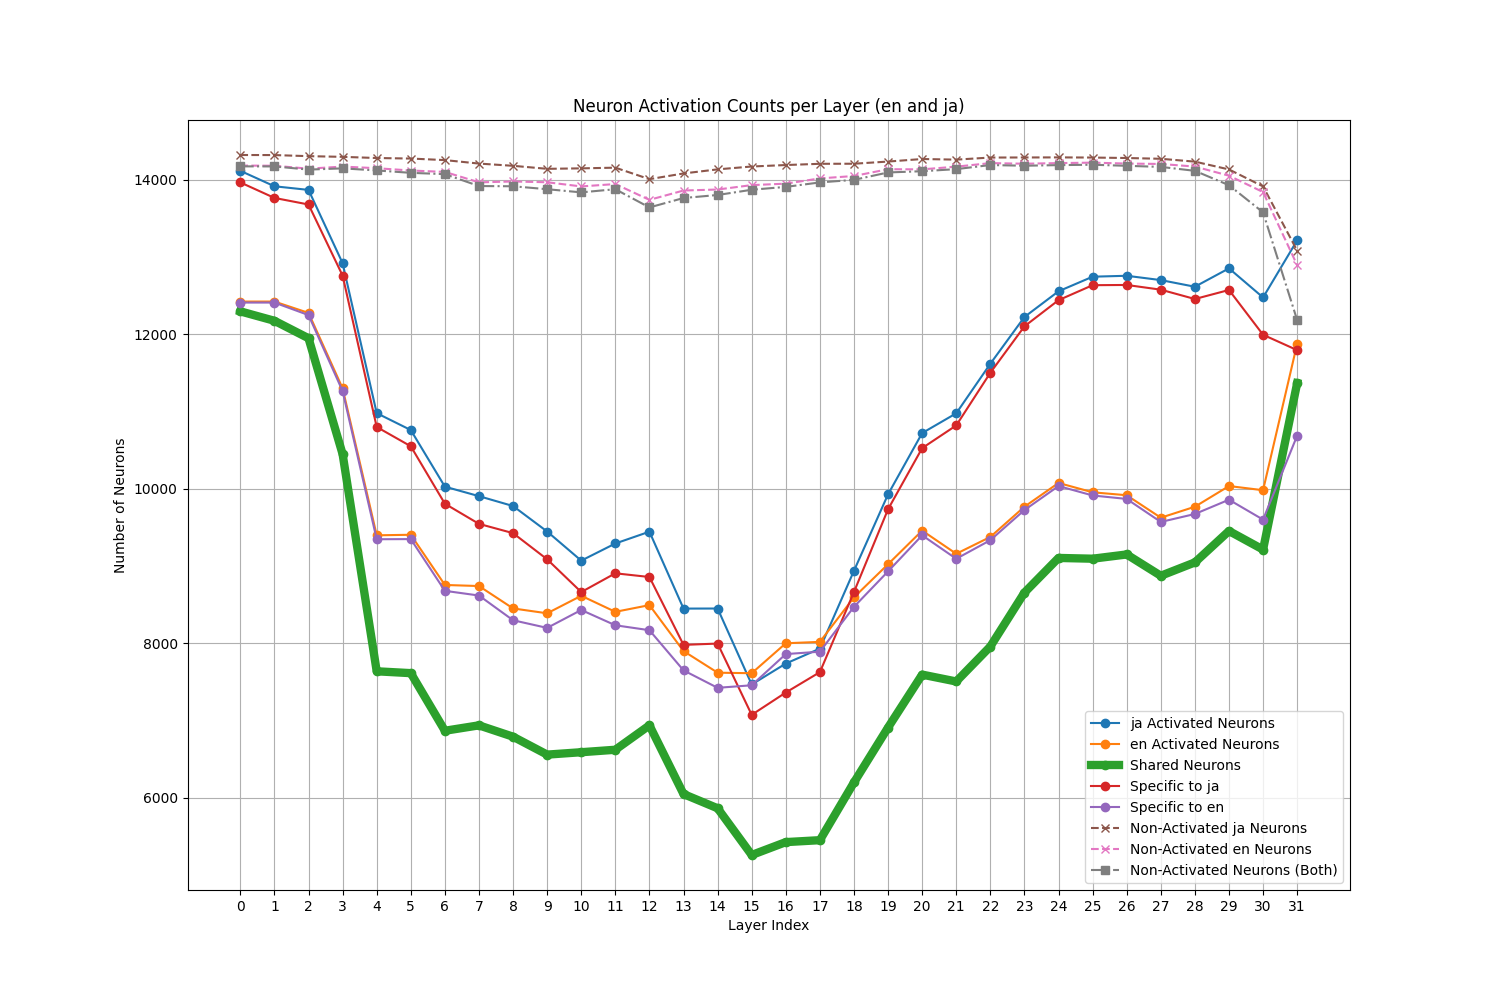 Neuron Activation Counts per Layer (en and ja)
Number of Neurons
14000
12000
10000
8000
6000
ja Activated Neurons
en Activated Neurons
Shared Neurons
Specific to ja
Specific to en
Non-Activated ja Neurons
Non-Activated en Neurons
Non-Activated Neurons (Both)
0 1 2 3 4 5 6 7 8 9 10 11 12 13 14 15 16 17 18 19 20 21 22 23 24 25 26 27 28 29 30 31
Layer Index